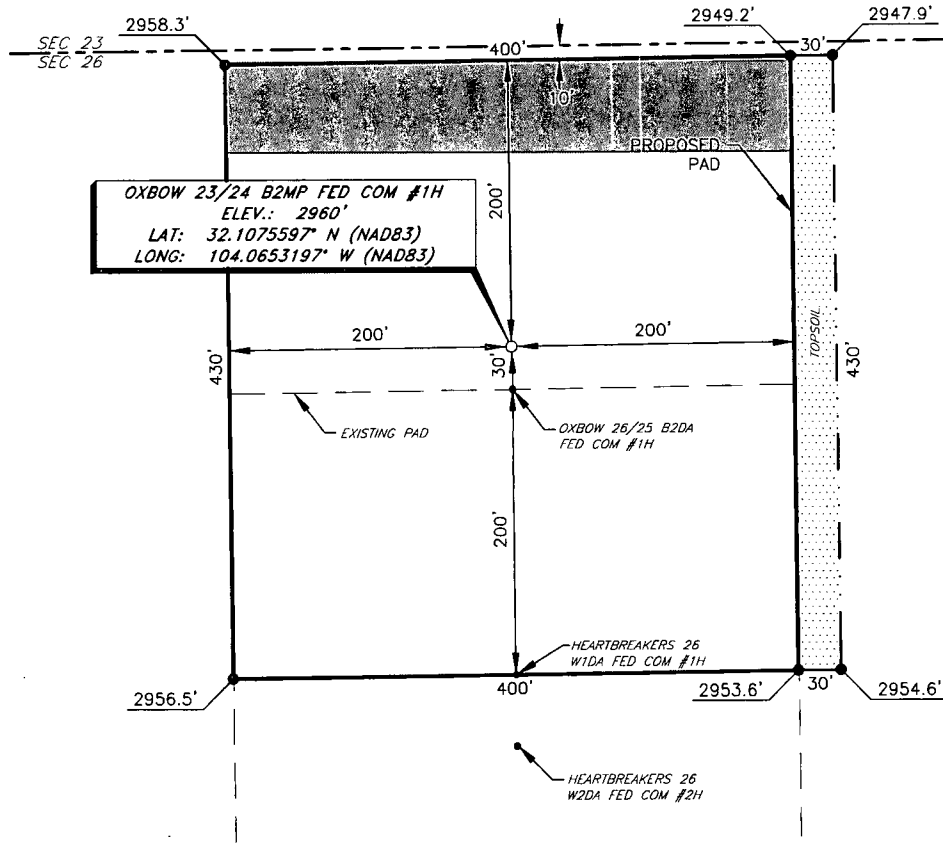 2958.3'
2949.2'
2947.9'
SEC 23
SEC 26
400'
30'
10'
PROPOSED
PAD
200'
OXBOW 23/24 B2MP FED COM #1H
ELEV.: 2960'
LAT: 32.1075597° N (NAD83)
LONG: 104.0653197° W (NAD83)
200'
200'
TOPSOIL
430'
30'
430'
EXISTING PAD
OXBOW 26/25 B2DA
FED COM #1H
200'
HEARTBREAKERS 26
W1DA FED COM #1H
2956.5'
400'
2953.6'
30'
2954.6'
HEARTBREAKERS 26
W2DA FED COM #2H